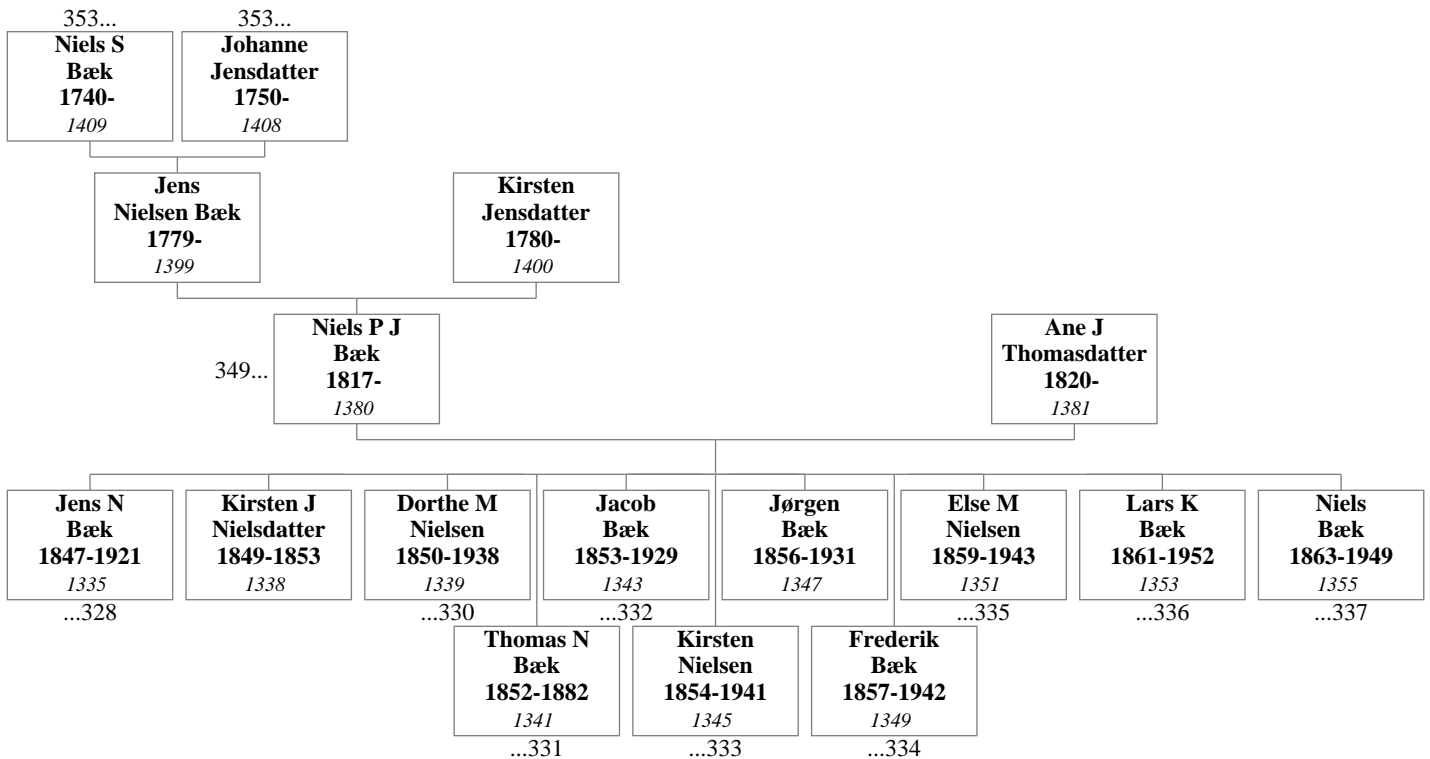 353...
353...
Niels S
Bæk
1740-
1409
Johanne
Jensdatter
1750-
1408
Jens
Nielsen Bæk
1779-
1399
Kirsten
Jensdatter
1780-
1400
349...
Niels P J
Bæk
1817-
1380
Ane J
Thomasdatter
1820-
1381
Jens N
Bæk
1847-1921
1335
...328
Kirsten J
Nielsdatter
1849-1853
1338
Dorthe M
Nielsen
1850-1938
1339
...330
Jacob
Bæk
1853-1929
1343
...332
Jørgen
Bæk
1856-1931
1347
Else M
Nielsen
1859-1943
1351
...335
Lars K
Bæk
1861-1952
1353
...336
Niels
Bæk
1863-1949
1355
...337
Thomas N
Bæk
1852-1882
1341
...331
Kirsten
Nielsen
1854-1941
1345
...333
Frederik
Bæk
1857-1942
1349
...334